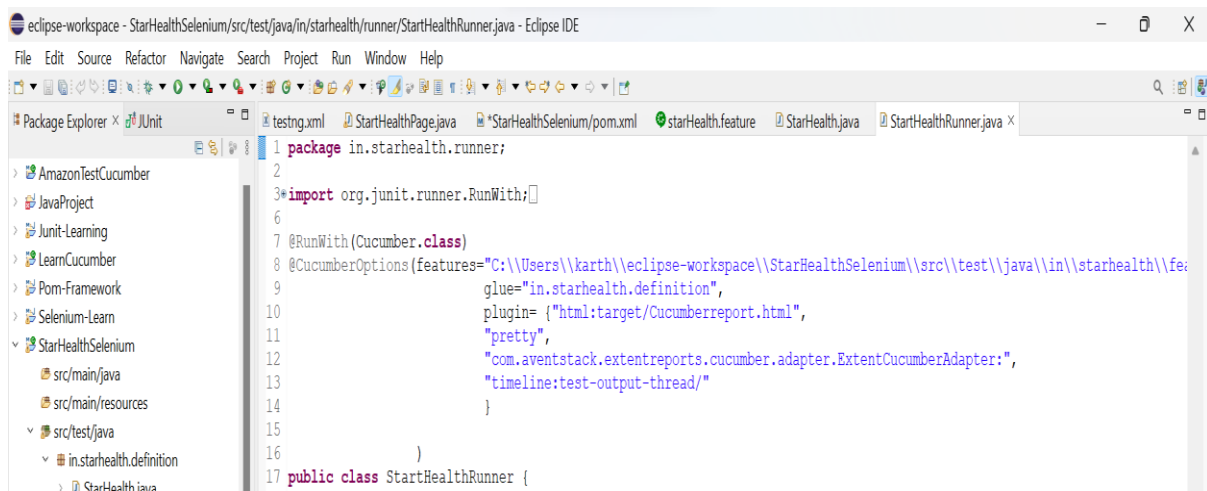 eclipse-workspace - StarHealthSelenium/src/test/java/in/starhealth/runner/StartHealthRunner.java - Eclipse IDE
File Edit Source Refactor Navigate Search Project Run Window Help
Package Explorer × JUnit
testng.xml StartHealthPage.java *StarHealthSelenium/pom.xml starHealth.feature StarHealth.java StartHealthRunner.java ×
AmazonTestCucumber
JavaProject
Junit-Learning
LearnCucumber
Pom-Framework
Selenium-Learn
StarHealthSelenium
src/main/java
src/main/resources
src/test/java
in.starhealth.definition
StarHealth.java
1 package in.starhealth.runner;
2
3 import org.junit.runner.RunWith;
6
7 @RunWith(Cucumber.class)
8 @CucumberOptions(features="C:\\Users\\karth\\eclipse-workspace\\StarHealthSelenium\\src\\test\\java\\in\\starhealth\\fea
9 glue="in.starhealth.definition",
10 plugin= {"html:target/Cucumberreport.html",
11 "pretty",
12 "com.aventstack.extentreports.cucumber.adapter.ExtentCucumberAdapter:",
13 "timeline:test-output-thread/"
14 }
15
16 )
17 public class StartHealthRunner {